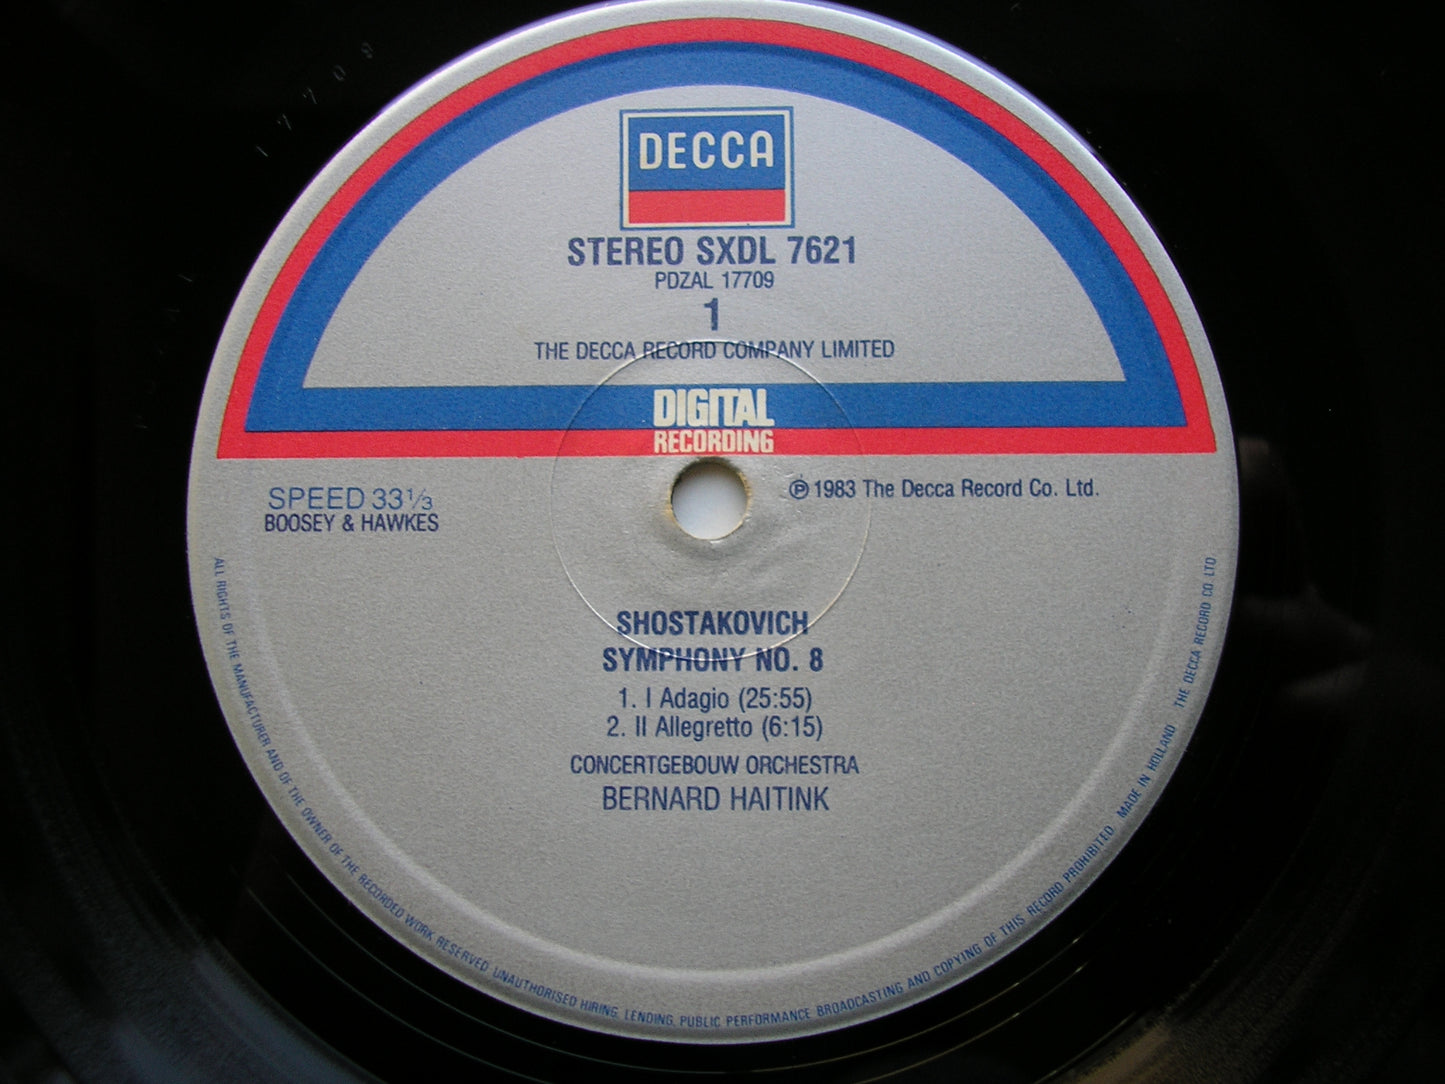 DECCA
STEREO SXDL 7621
PDZAL 17709
1
THE DECCA RECORD COMPANY LIMITED
DIGITAL
RECORDING
SPEED 33 1/3
BOOSEY & HAWKES
℗ 1983 The Decca Record Co. Ltd.
SHOSTAKOVICH
SYMPHONY NO. 8
1. I Adagio (25:55)
2. II Allegretto (6:15)
CONCERTGEBOUW ORCHESTRA
BERNARD HAITINK
ALL RIGHTS OF THE MANUFACTURER AND OF THE OWNER OF THE RECORDED WORK RESERVED. UNAUTHORISED HIRING, LENDING, PUBLIC PERFORMANCE BROADCASTING AND COPYING OF THIS RECORD PROHIBITED MADE IN HOLLAND THE DECCA RECORD CO. LTD